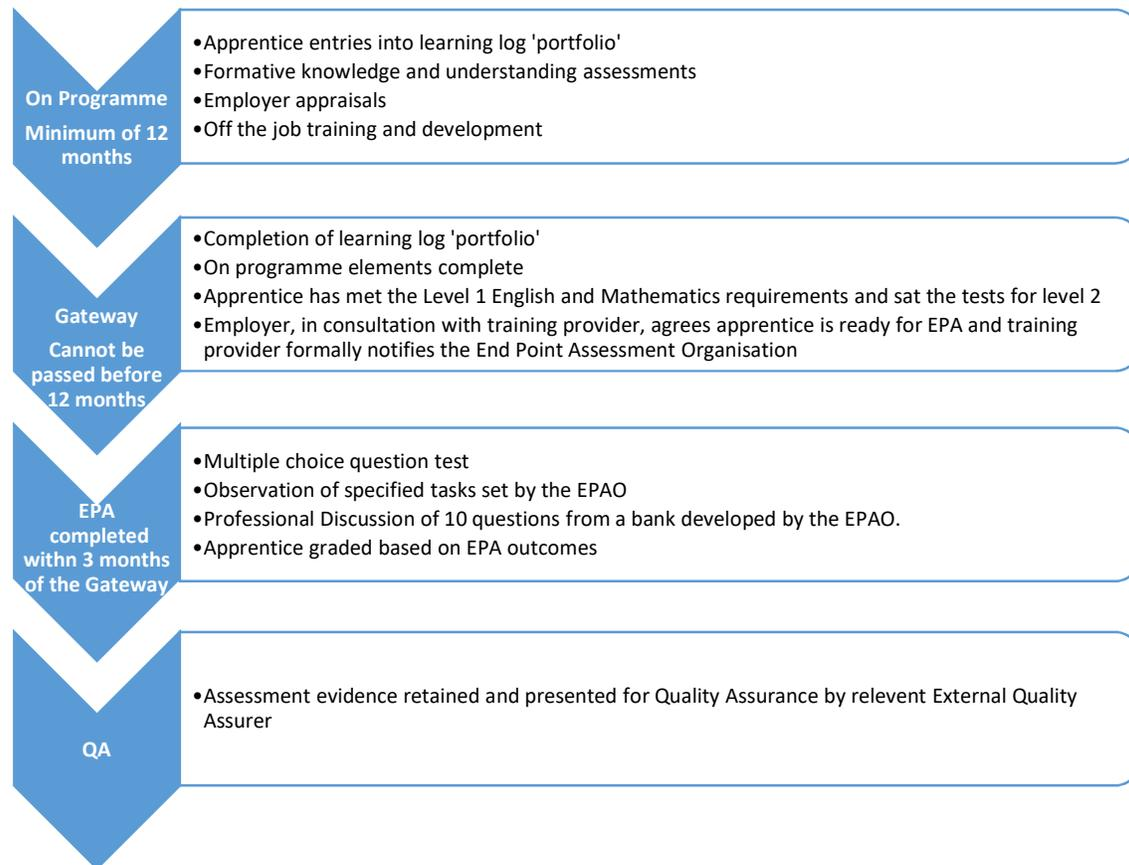 On Programme
Minimum of 12
months
•Apprentice entries into learning log 'portfolio'
•Formative knowledge and understanding assessments
•Employer appraisals
•Off the job training and development
Gateway
Cannot be
passed before
12 months
•Completion of learning log 'portfolio'
•On programme elements complete
•Apprentice has met the Level 1 English and Mathematics requirements and sat the tests for level 2
•Employer, in consultation with training provider, agrees apprentice is ready for EPA and training
provider formally notifies the End Point Assessment Organisation
EPA
completed
withn 3 months
of the Gateway
•Multiple choice question test
•Observation of specified tasks set by the EPAO
•Professional Discussion of 10 questions from a bank developed by the EPAO.
•Apprentice graded based on EPA outcomes
QA
•Assessment evidence retained and presented for Quality Assurance by relevent External Quality
Assurer